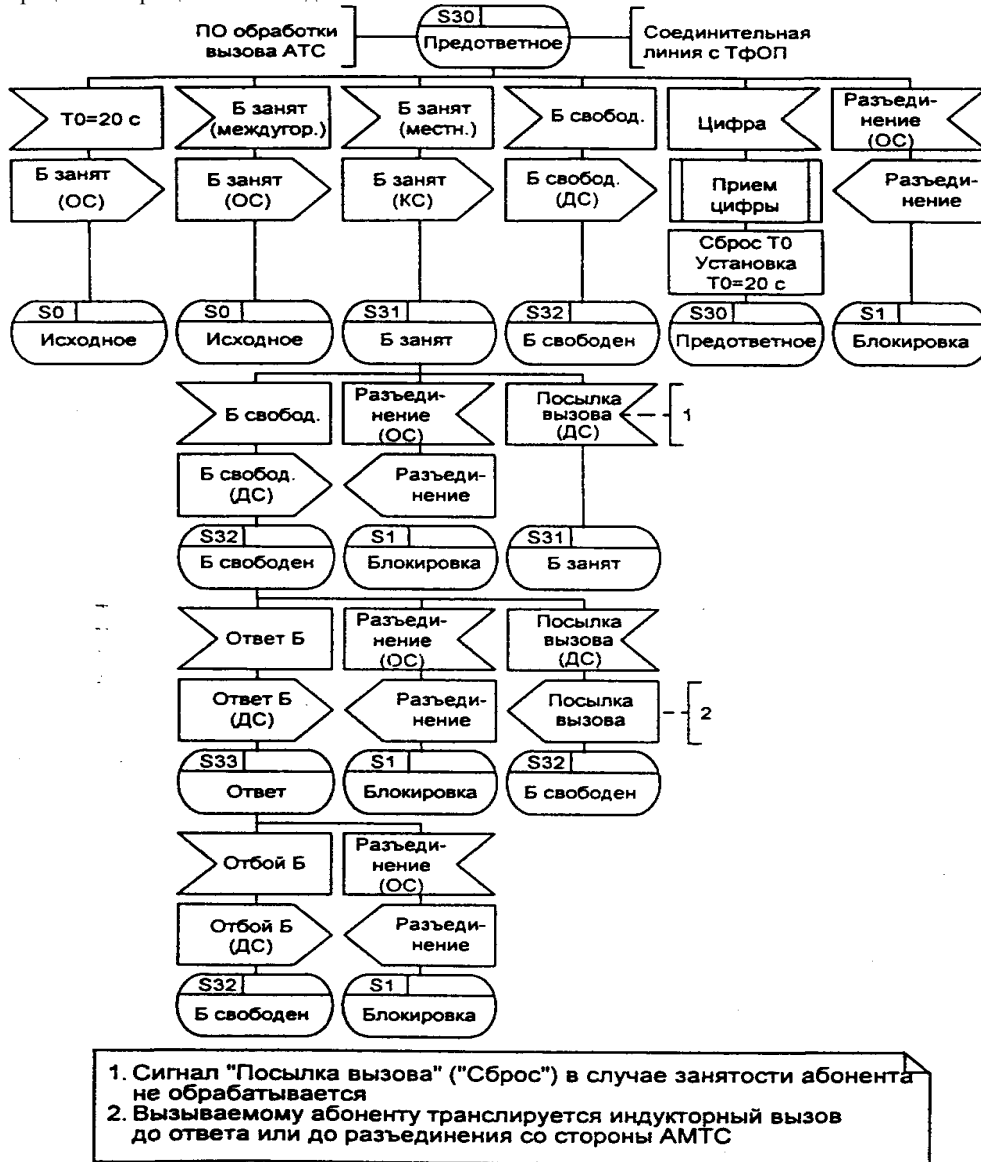 S30
Предответное
ПО обработки
вызова АТС
Соединительная
линия с ТфОП
T0=20 с
Б занят
(междугор.)
Б занят
(местн.)
Б свобод.
Цифра
Разъеди-
нение
(ОС)
Б занят
(ОС)
Б занят
(ОС)
Б занят
(КС)
Б свобод.
(ДС)
Прием
цифры
Разъеди-
нение
Сброс Т0
Установка
Т0=20 с
S0
Исходное
S0
Исходное
S31
Б занят
S32
Б свободен
S30
Предответное
S1
Блокировка
Б свобод.
Разъеди-
нение
(ОС)
Посылка
вызова
(ДС)
1
Б свобод.
(ДС)
Разъеди-
нение
S32
Б свободен
S1
Блокировка
S31
Б занят
Ответ Б
Разъеди-
нение
(ОС)
Посылка
вызова
(ДС)
Ответ Б
(ДС)
Разъеди-
нение
Посылка
вызова
2
S33
Ответ
S1
Блокировка
S32
Б свободен
Отбой Б
Разъеди-
нение
(ОС)
Отбой Б
(ДС)
Разъеди-
нение
S32
Б свободен
S1
Блокировка
1. Сигнал "Посылка вызова" ("Сброс") в случае занятости абонента
не обрабатывается
2. Вызываемому абоненту транслируется индукторный вызов
до ответа или до разъединения со стороны АМТС